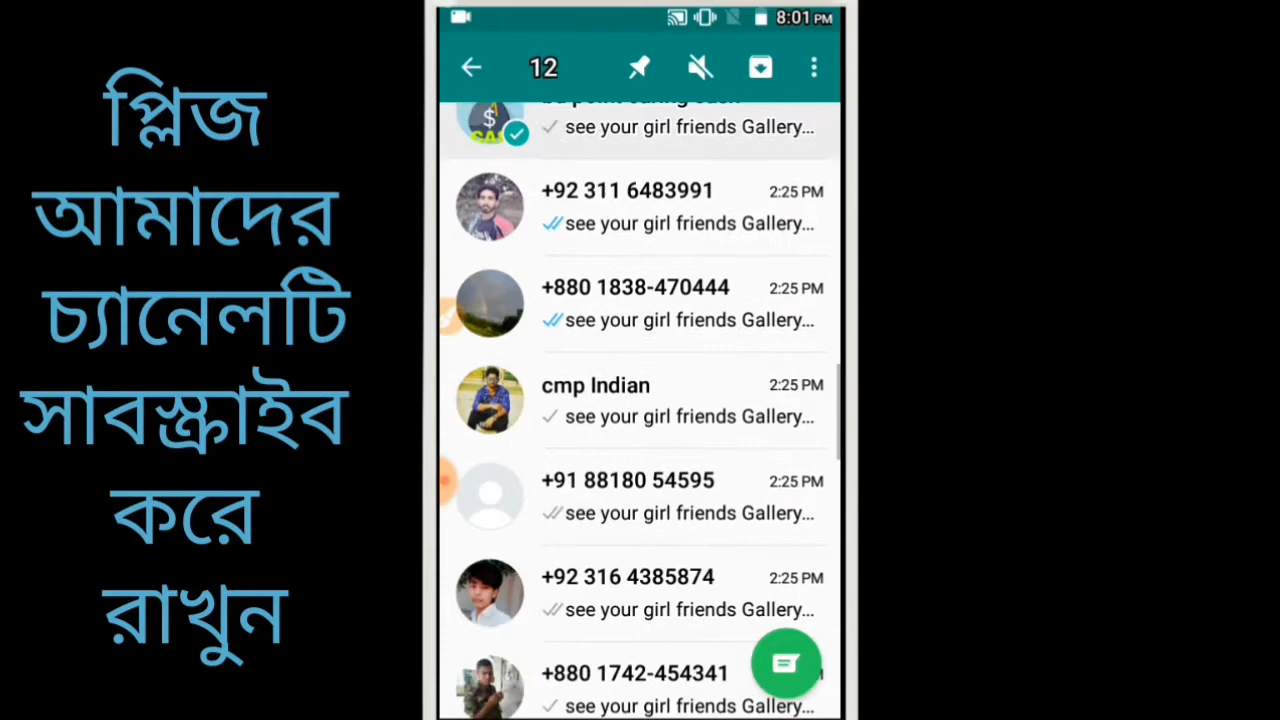 প্লিজ
আমাদের
চ্যানেলটি
সাবস্ক্রাইব
করে
রাখুন
8:01 PM
12
see your girl friends Gallery...
+92 311 6483991 2:25 PM
see your girl friends Gallery...
+880 1838-470444 2:25 PM
see your girl friends Gallery...
cmp Indian 2:25 PM
see your girl friends Gallery...
+91 88180 54595 2:25 PM
see your girl friends Gallery...
+92 316 4385874 2:25 PM
see your girl friends Gallery...
+880 1742-454341
see your girl friends Gallery...